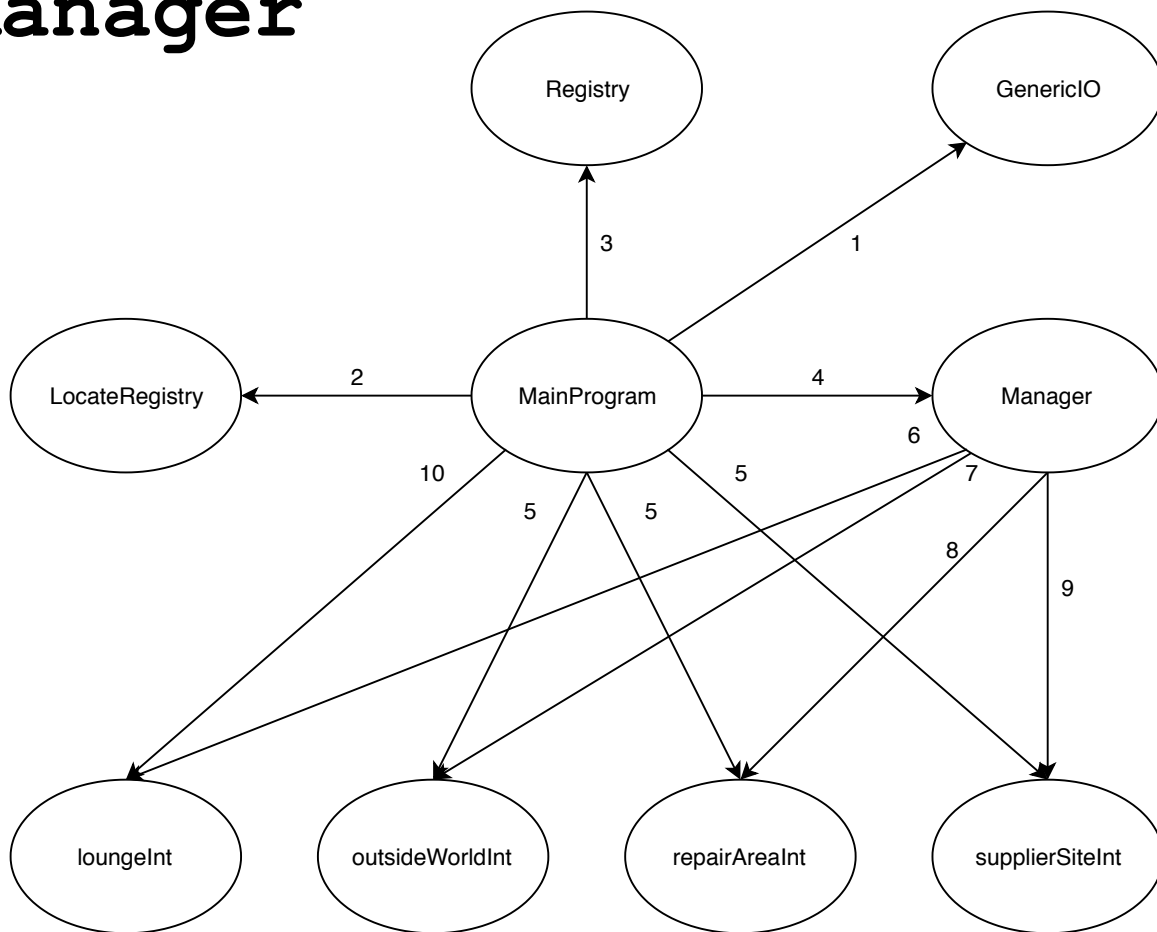 anager
Registry
GenericIO
3
1
LocateRegistry
2
MainProgram
4
Manager
6
10
5
7
5
5
8
9
loungeInt
outsideWorldInt
repairAreaInt
supplierSiteInt